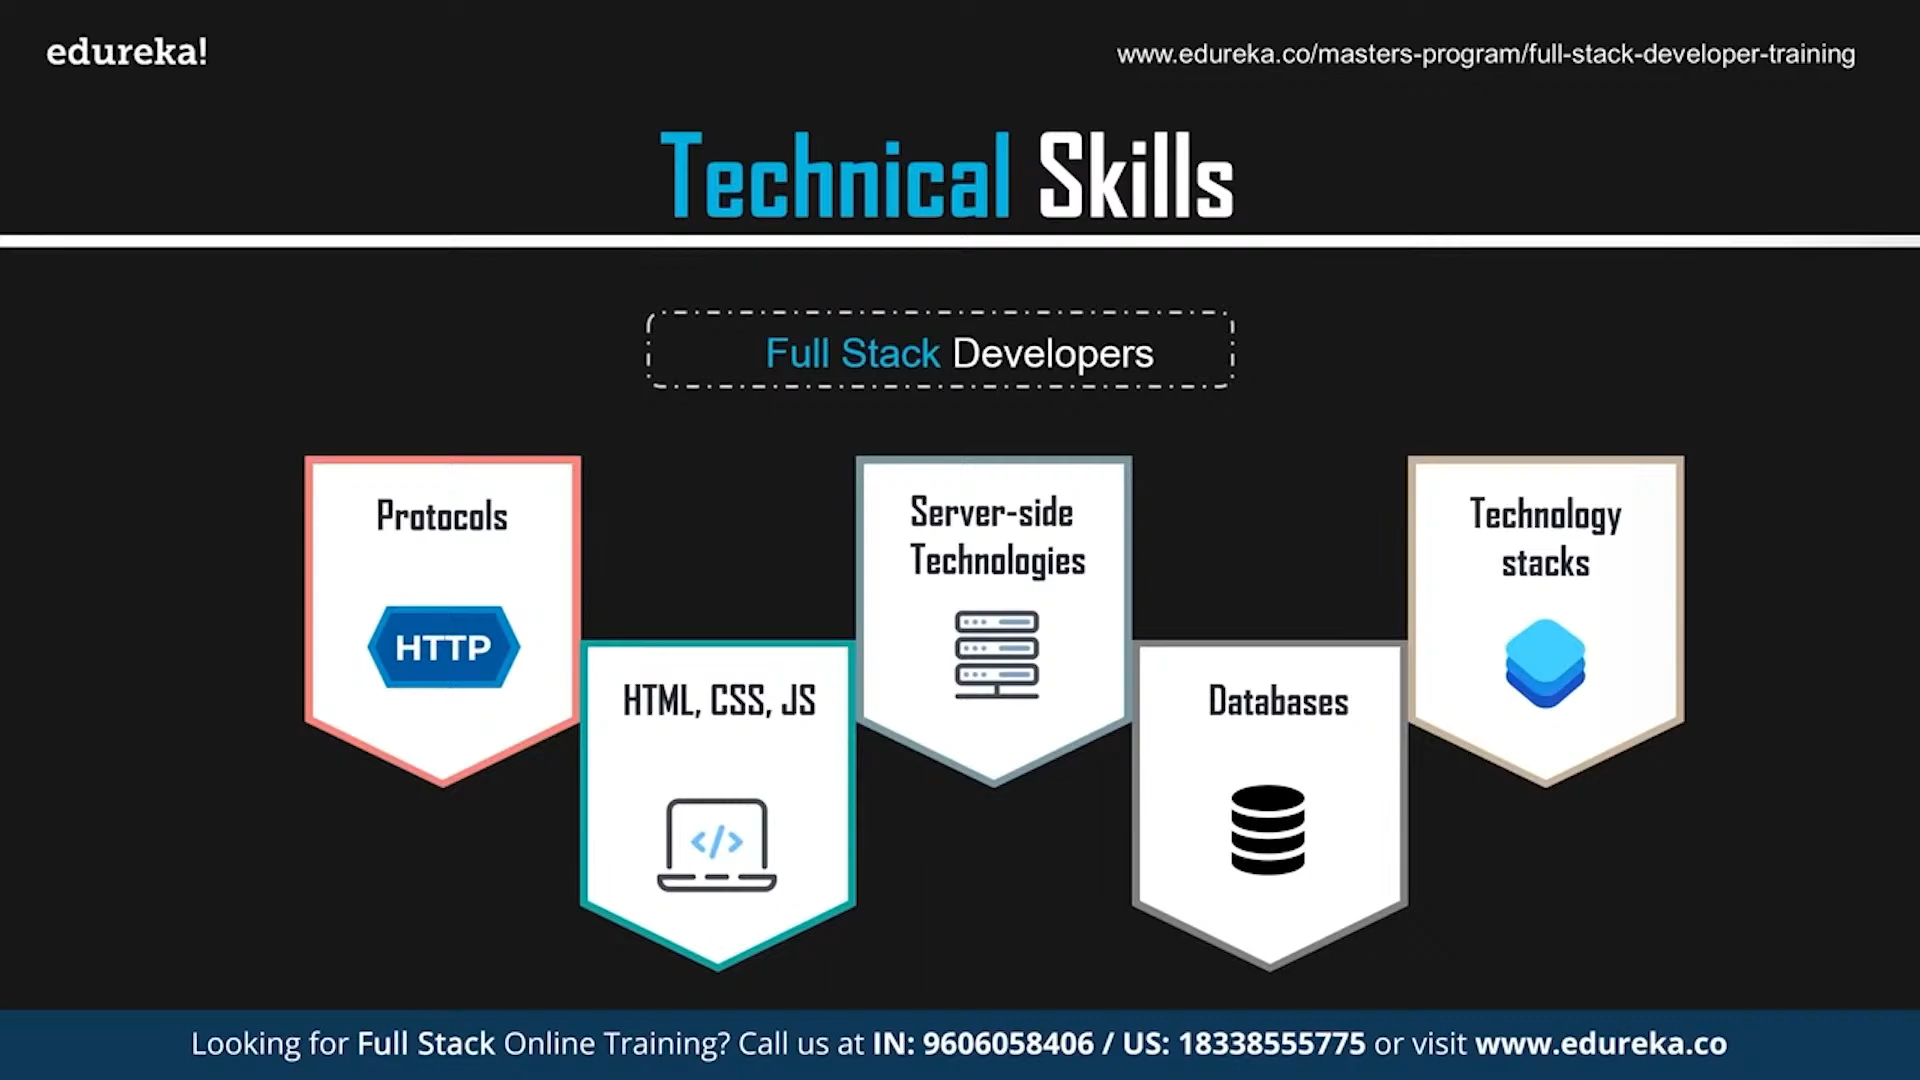 edureka!
www.edureka.co/masters-program/full-stack-developer-training
Technical Skills
Full Stack Developers
Protocols
HTTP
HTML, CSS, JS
</>
Server-side
Technologies
Databases
Technology
stacks
Looking for Full Stack Online Training? Call us at IN: 9606058406 / US: 18338555775 or visit www.edureka.co